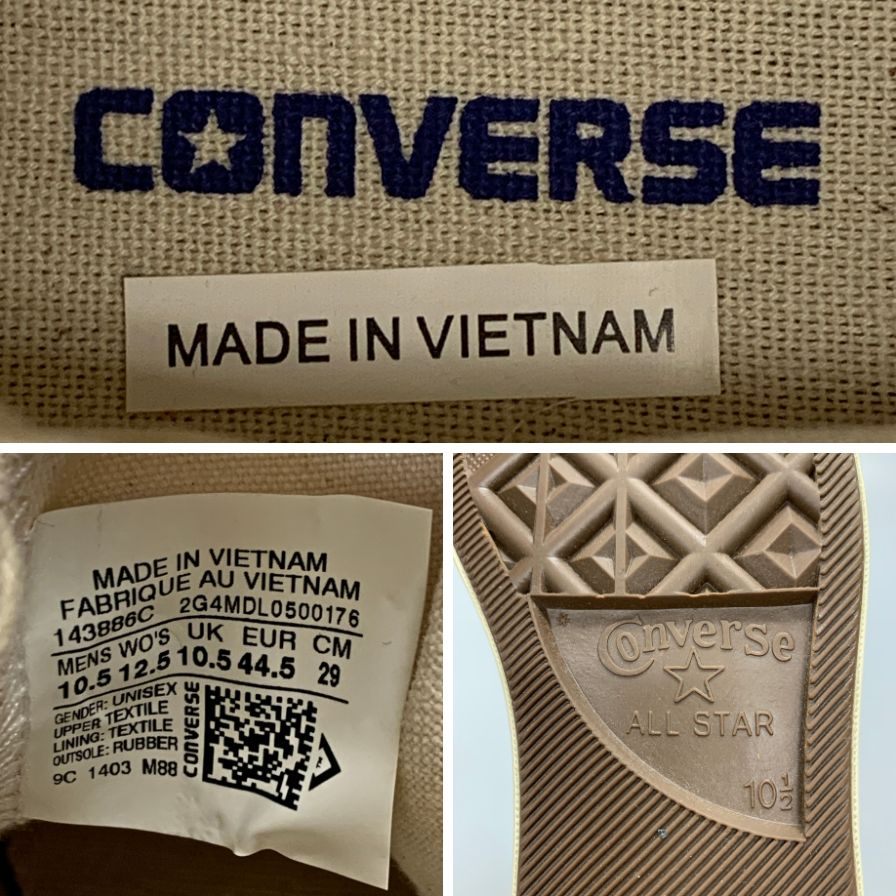 CONVERSE
MADE IN VIETNAM
MADE IN VIETNAM
FABRIQUE AU VIETNAM
143886C 2G4MDL0500176
MENS WO'S UK EUR CM
10.5 12.5 10.5 44.5 29
GENDER: UNISEX
UPPER TEXTILE
LINING: TEXTILE
OUTSOLE: RUBBER
9C 1403 M88
CONVERSE
Converse
ALL STAR
10½